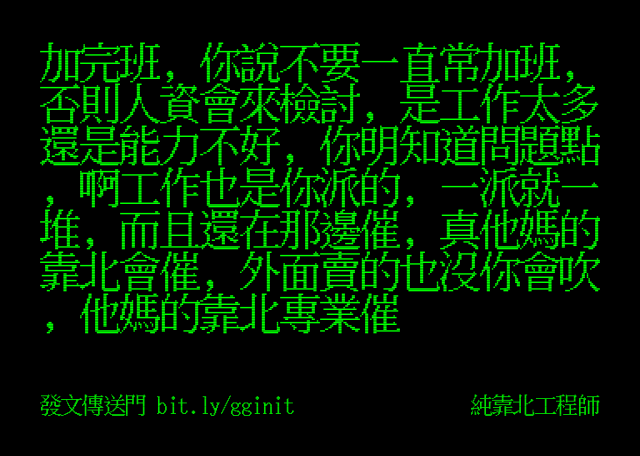 加完班，你說不要一直常加班，
否則人資會來檢討，是工作太多
還是能力不好，你明知道問題點
，啊工作也是你派的，一派就一
堆，而且還在那邊催，真他媽的
靠北會催，外面賣的也沒你會吹
，他媽的靠北專業催
發文傳送門 bit.ly/gginit
純靠北工程師